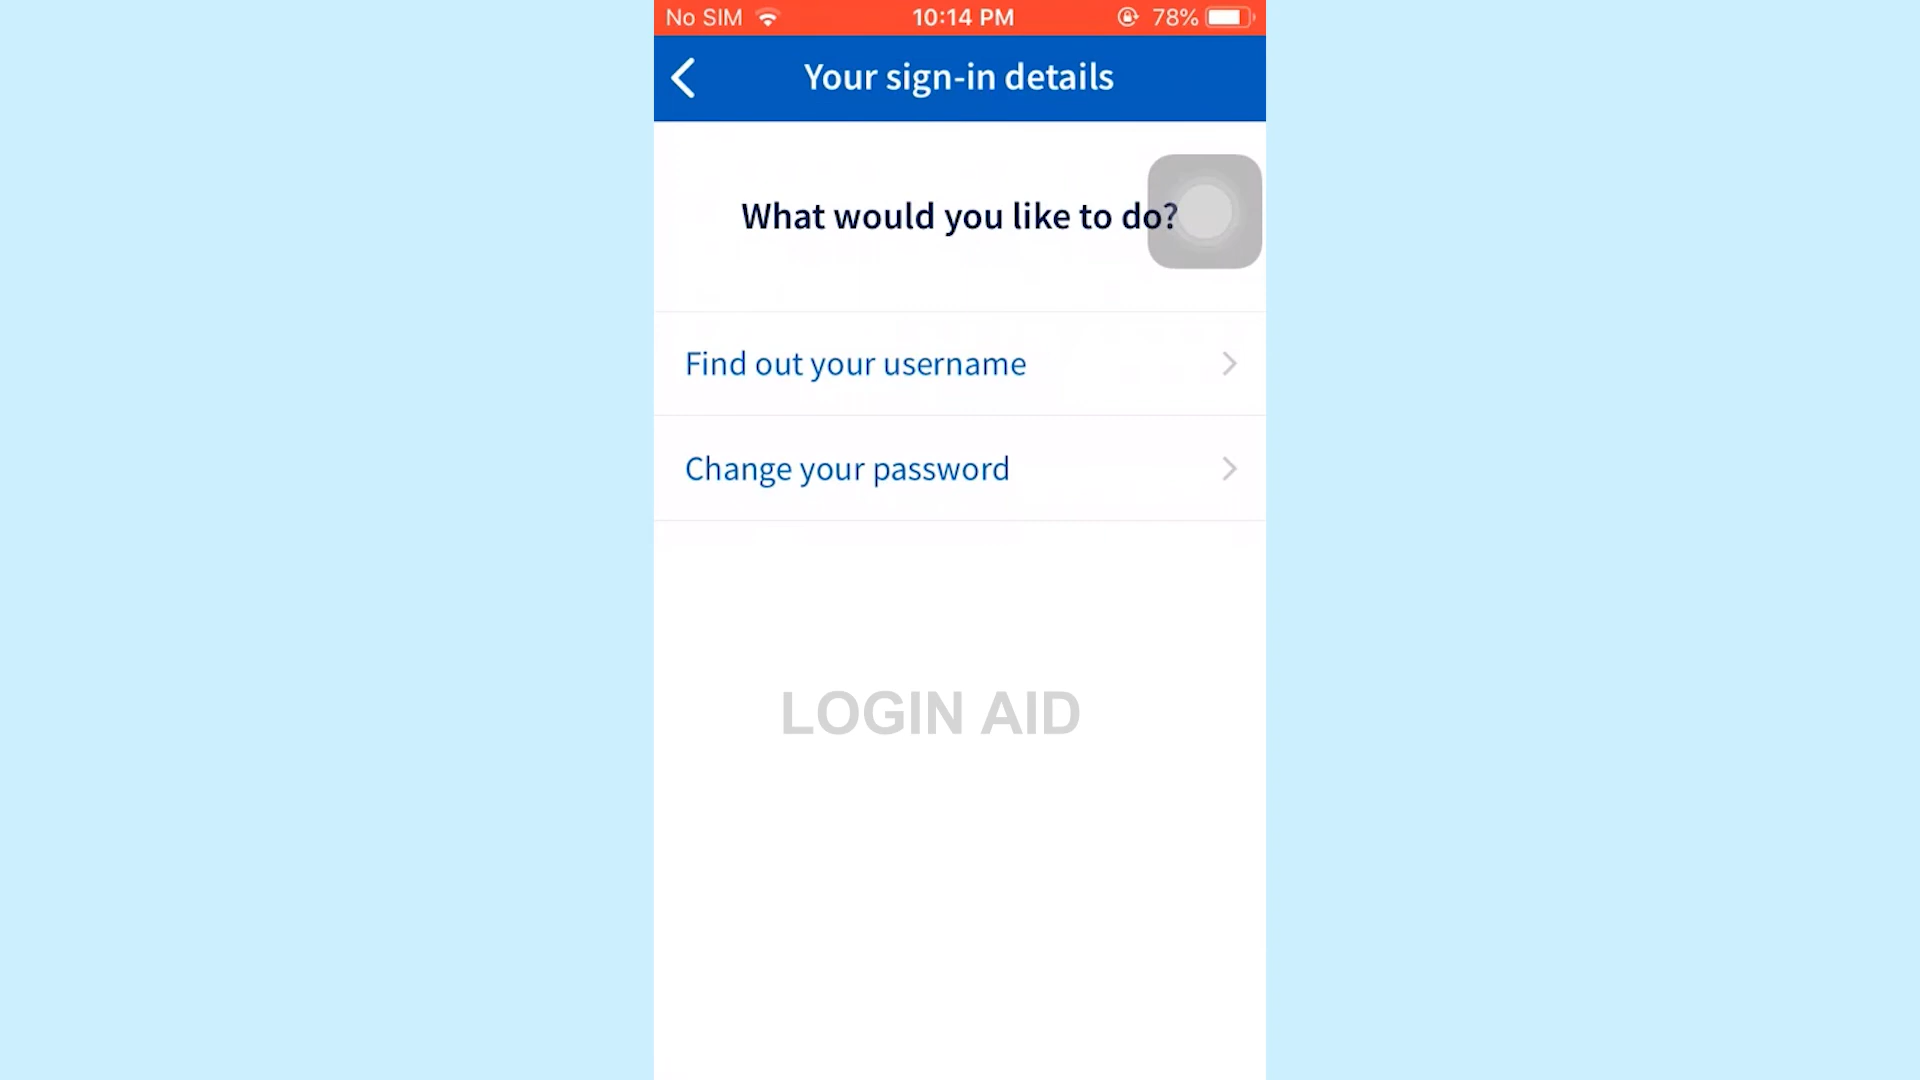 No SIM 10:14 PM 78%
Your sign-in details
What would you like to do?
Find out your username
Change your password
LOGIN AID